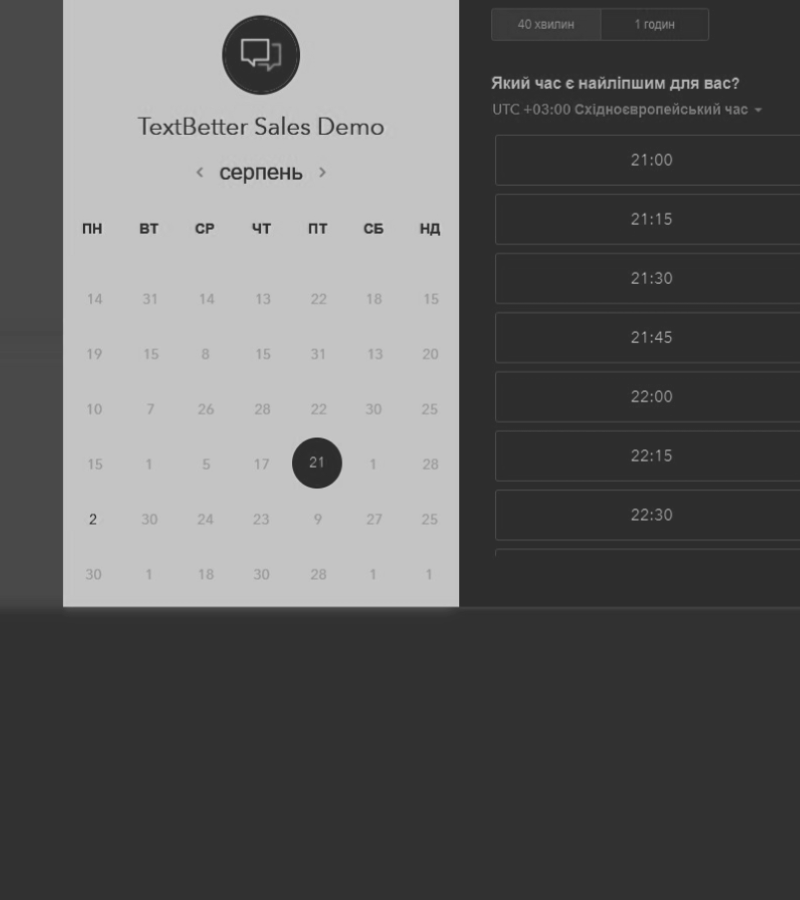 TextBetter Sales Demo
серпень
ПН ВТ СР ЧТ ПТ СБ НД
14 31 14 13 22 18 15
19 15 8 15 31 13 20
10 7 26 28 22 30 25
15 1 5 17 21 1 28
2 30 24 23 9 27 25
30 1 18 30 28 1 1
40 хвилин 1 годин
Який час є найліпшим для вас?
UTC +03:00 Східноєвропейський час
21:00
21:15
21:30
21:45
22:00
22:15
22:30